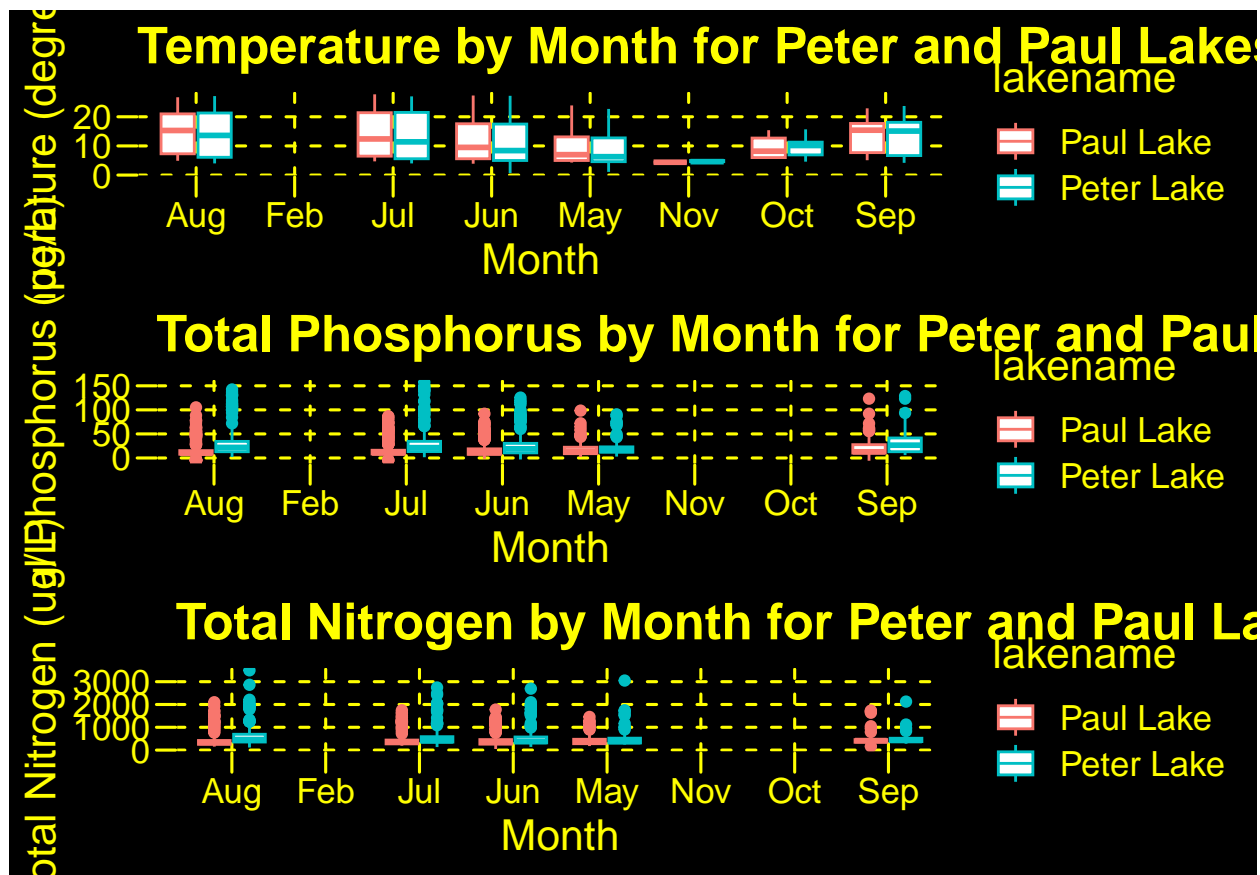 Temperature by Month for Peter and Paul Lakes
20
10
0
Aug Feb Jul Jun May Nov Oct Sep
Month
lakename
Paul Lake
Peter Lake
Total Phosphorus by Month for Peter and Paul
150
100
50
0
Aug Feb Jul Jun May Nov Oct Sep
Month
lakename
Paul Lake
Peter Lake
Total Nitrogen by Month for Peter and Paul La
3000
2000
1000
0
Aug Feb Jul Jun May Nov Oct Sep
Month
lakename
Paul Lake
Peter Lake
otal Nitrogen (ug/L)